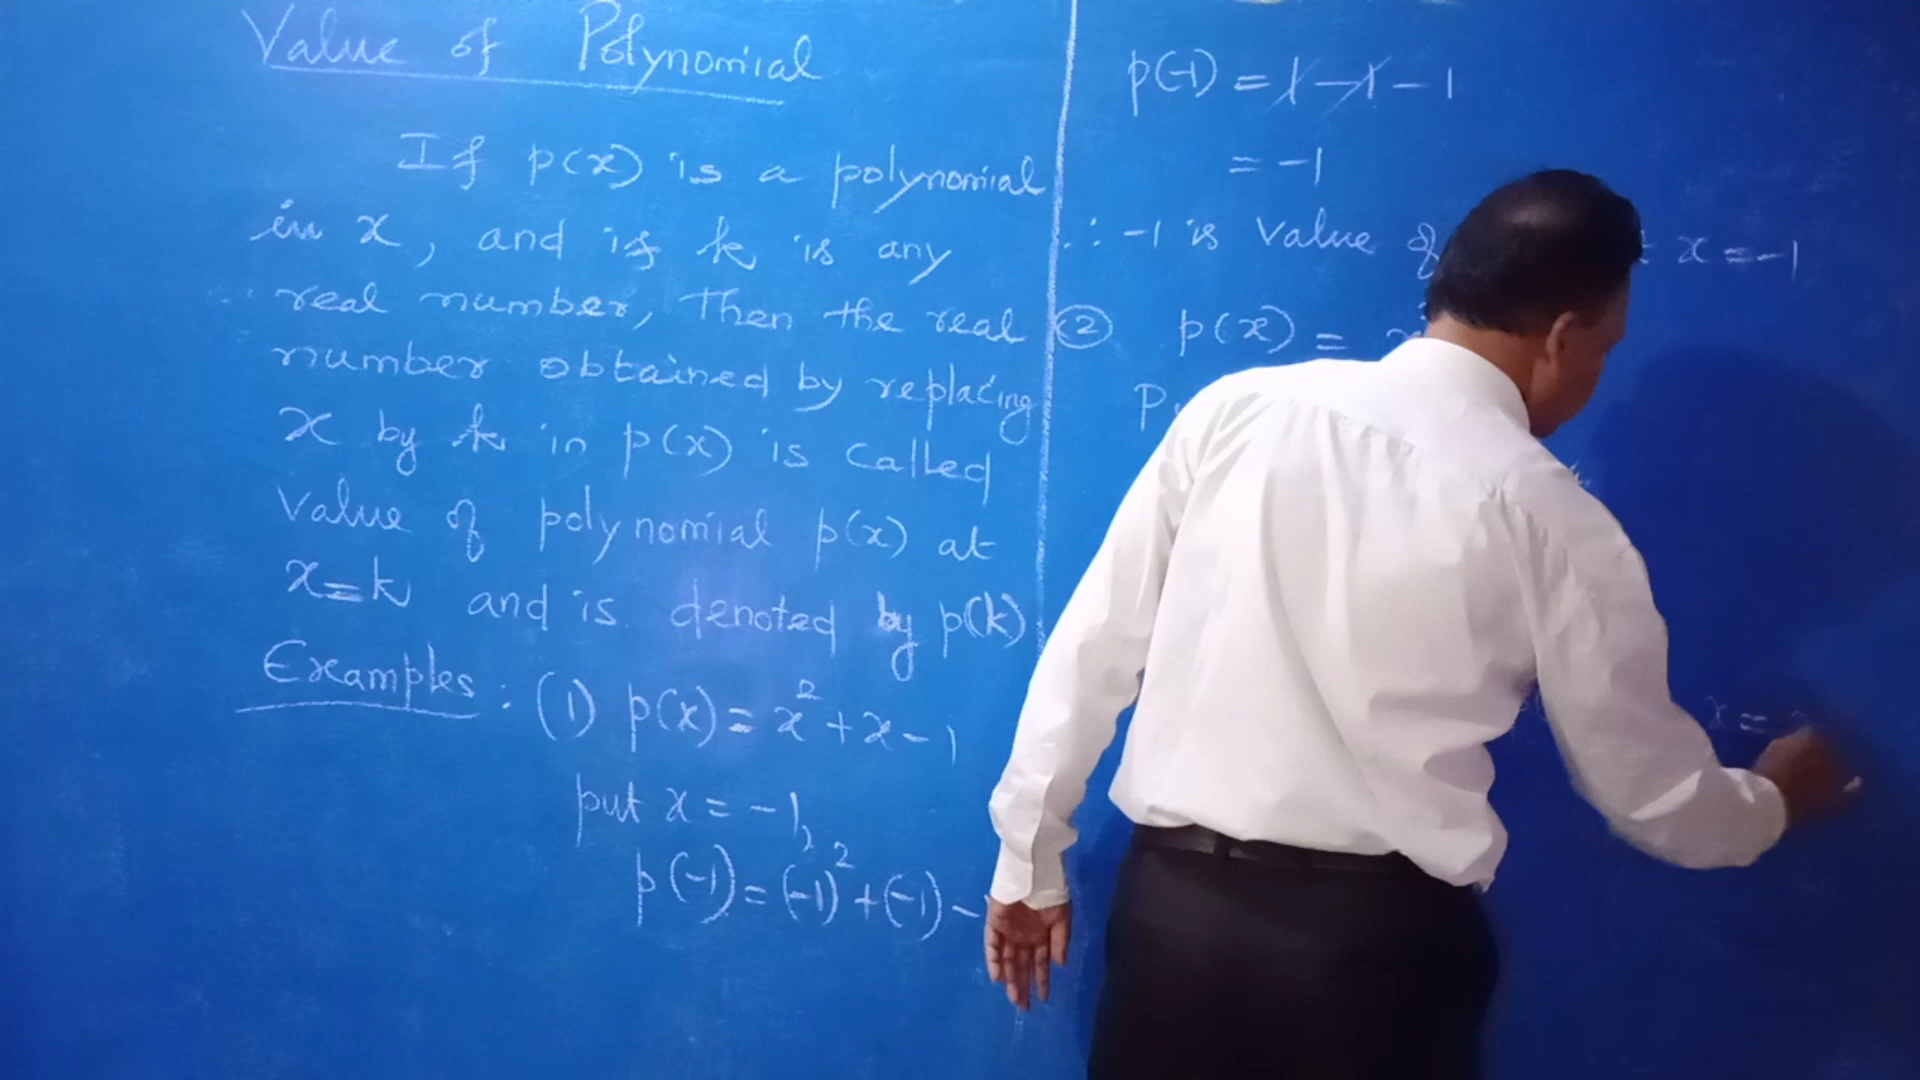 Value of Polynomial
If p(x) is a polynomial
in x, and if k is any
real number, Then the real
number obtained by replacing
x by k in p(x) is called
Value of polynomial p(x) at
x=k and is denoted by p(k)
Examples: (1) p(x) = x² + x - 1
put x = -1,
p(-1) = (-1)² + (-1) -
p(-1) = 1 - 1 - 1
= -1
∴ -1 is Value of x = -1
② p(x) =
x =